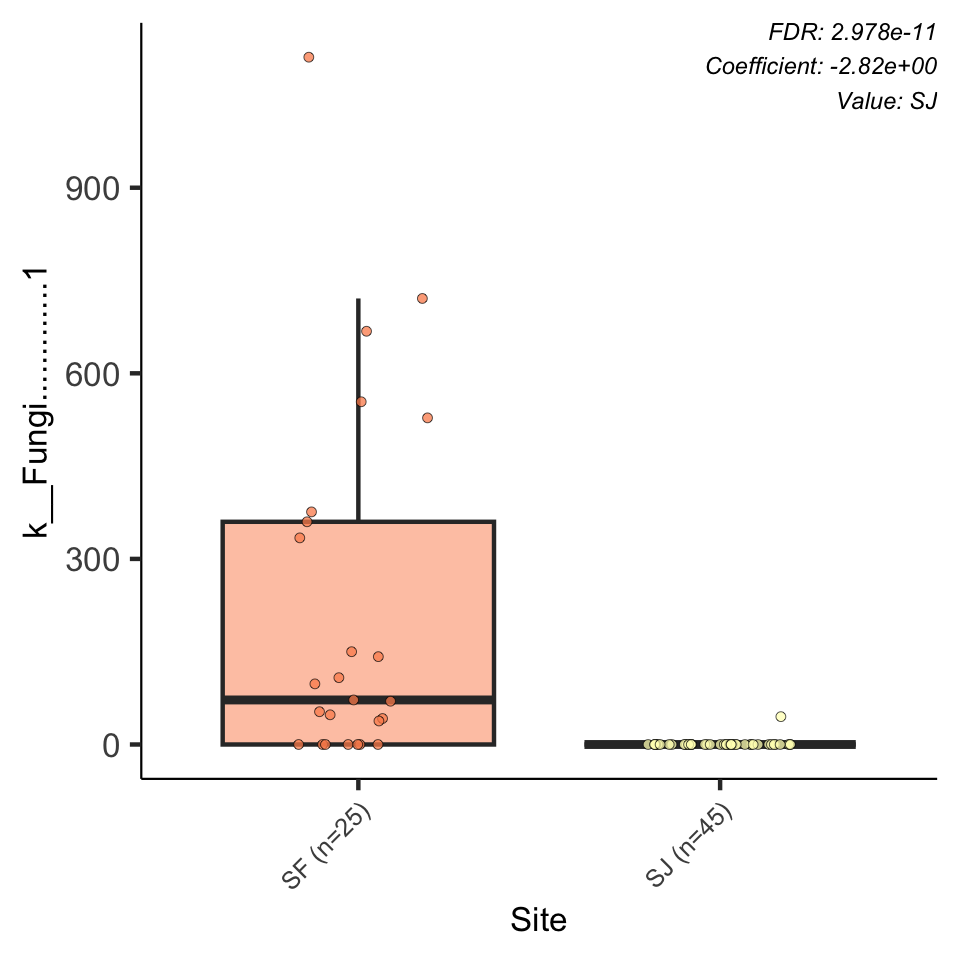 FDR: 2.978e-11
Coefficient: -2.82e+00
Value: SJ
k__Fungi............1
900
600
300
0
SF (n=25)
SJ (n=45)
Site